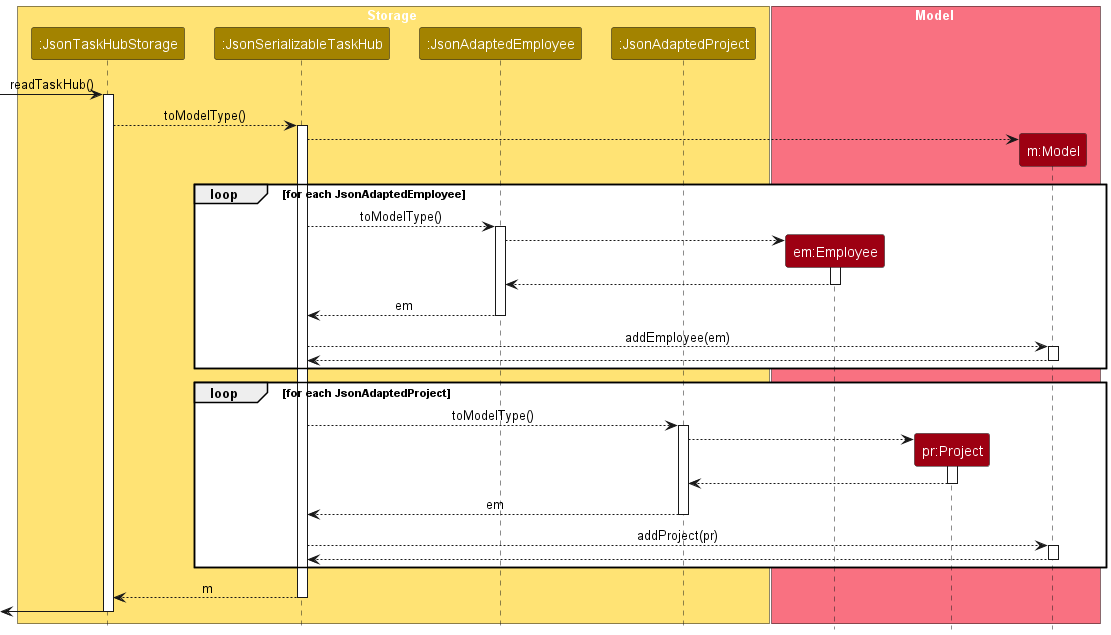 Storage
Model
:JsonTaskHubStorage
:JsonSerializableTaskHub
:JsonAdaptedEmployee
:JsonAdaptedProject
readTaskHub()
toModelType()
m:Model
loop
[for each JsonAdaptedEmployee]
toModelType()
em:Employee
em
addEmployee(em)
loop
[for each JsonAdaptedProject]
toModelType()
pr:Project
em
addProject(pr)
m